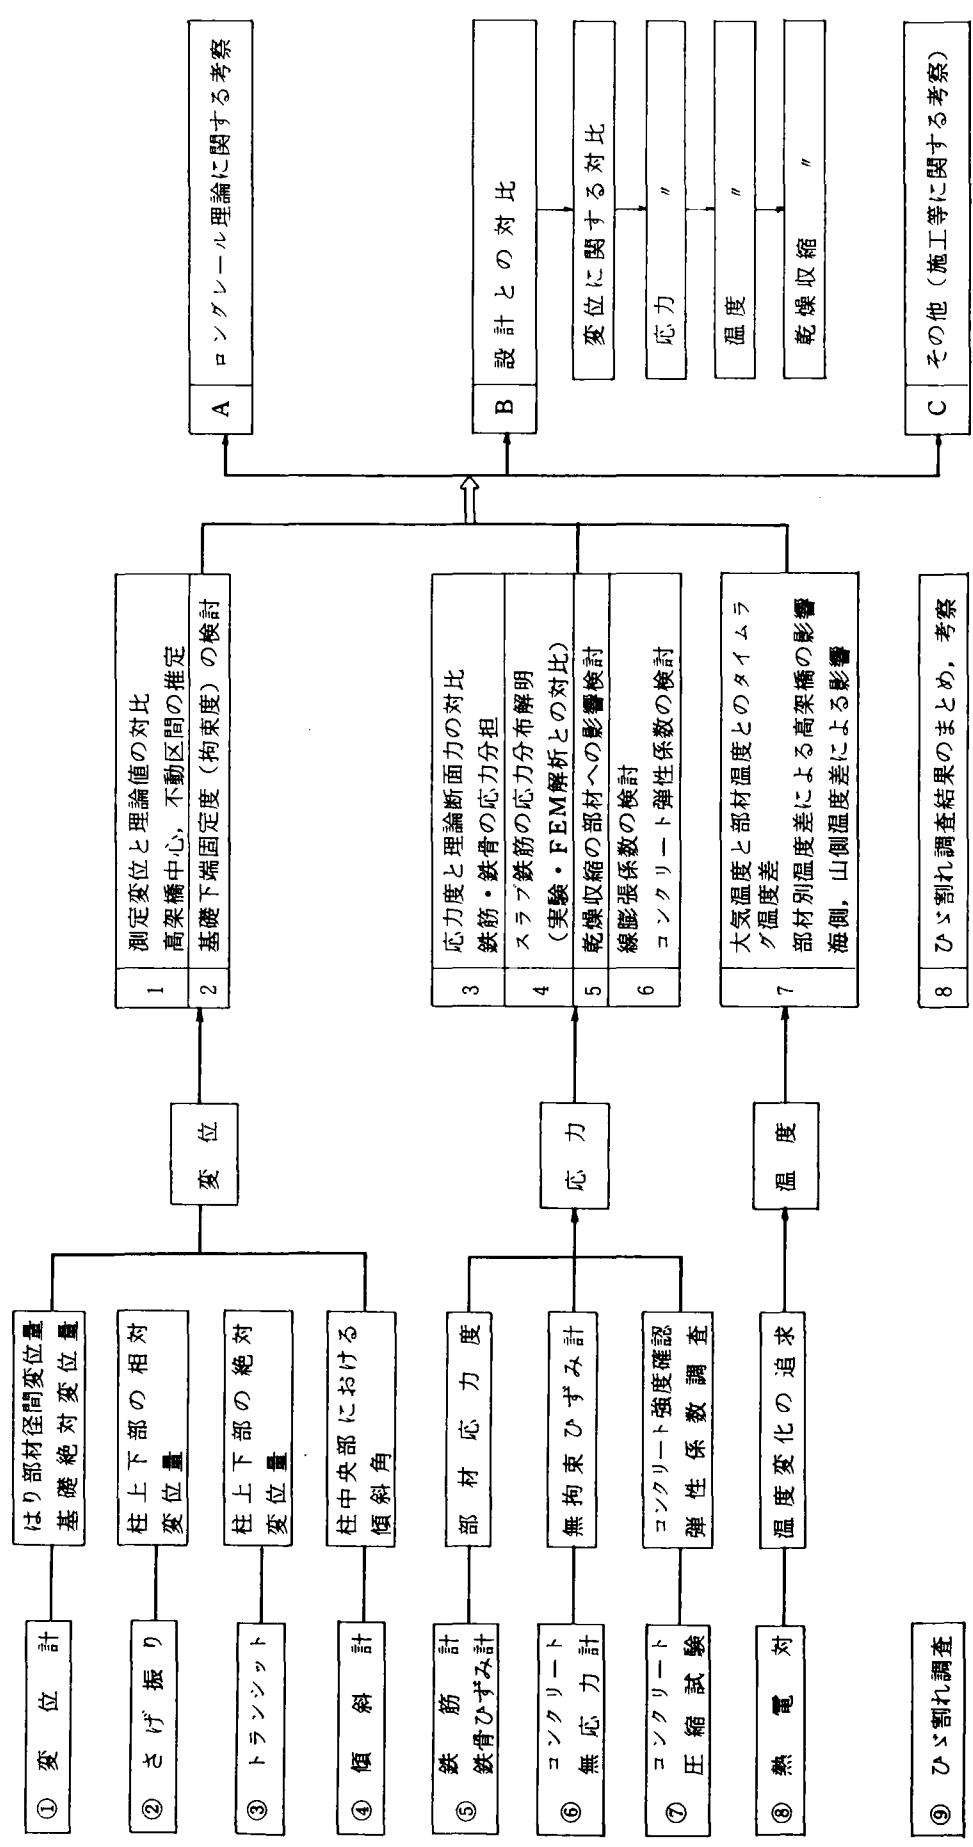 ① 変位計
はり部材径間変位量
基礎絶対変位量
② さげ振り
柱上下部の相対
変位量
③ トランシット
柱上下部の絶対
変位量
④ 傾斜計
柱中央部における
傾斜角
変位
1 測定変位と理論値の対比
高架橋中心，不動区間の推定
2 基礎下端固定度（拘束度）の検討
⑤ 鉄筋計
鉄骨ひずみ計
部材応力度
⑥ コンクリート
無応力計
無拘束ひずみ計
⑦ コンクリート
圧縮試験
コンクリート強度確認
弾性係数調査
応力
3 応力度と理論断面力の対比
鉄筋・鉄骨の応力分担
4 スラブ鉄筋の応力分布解明
（実験・FEM解析との対比）
5 乾燥収縮の部材への影響検討
6 線膨張係数の検討
コンクリート弾性係数の検討
⑧ 熱電対
温度変化の追求
温度
7 大気温度と部材温度とのタイムラ
グ温度差
部材別温度差による高架橋の影響
海側，山側温度差による影響
⑨ ひゞ割れ調査
8 ひゞ割れ調査結果のまとめ，考察
A ロングレール理論に関する考察
B 設計との対比
変位に関する対比
応力 〃
温度 〃
乾燥収縮 〃
C その他（施工等に関する考察）